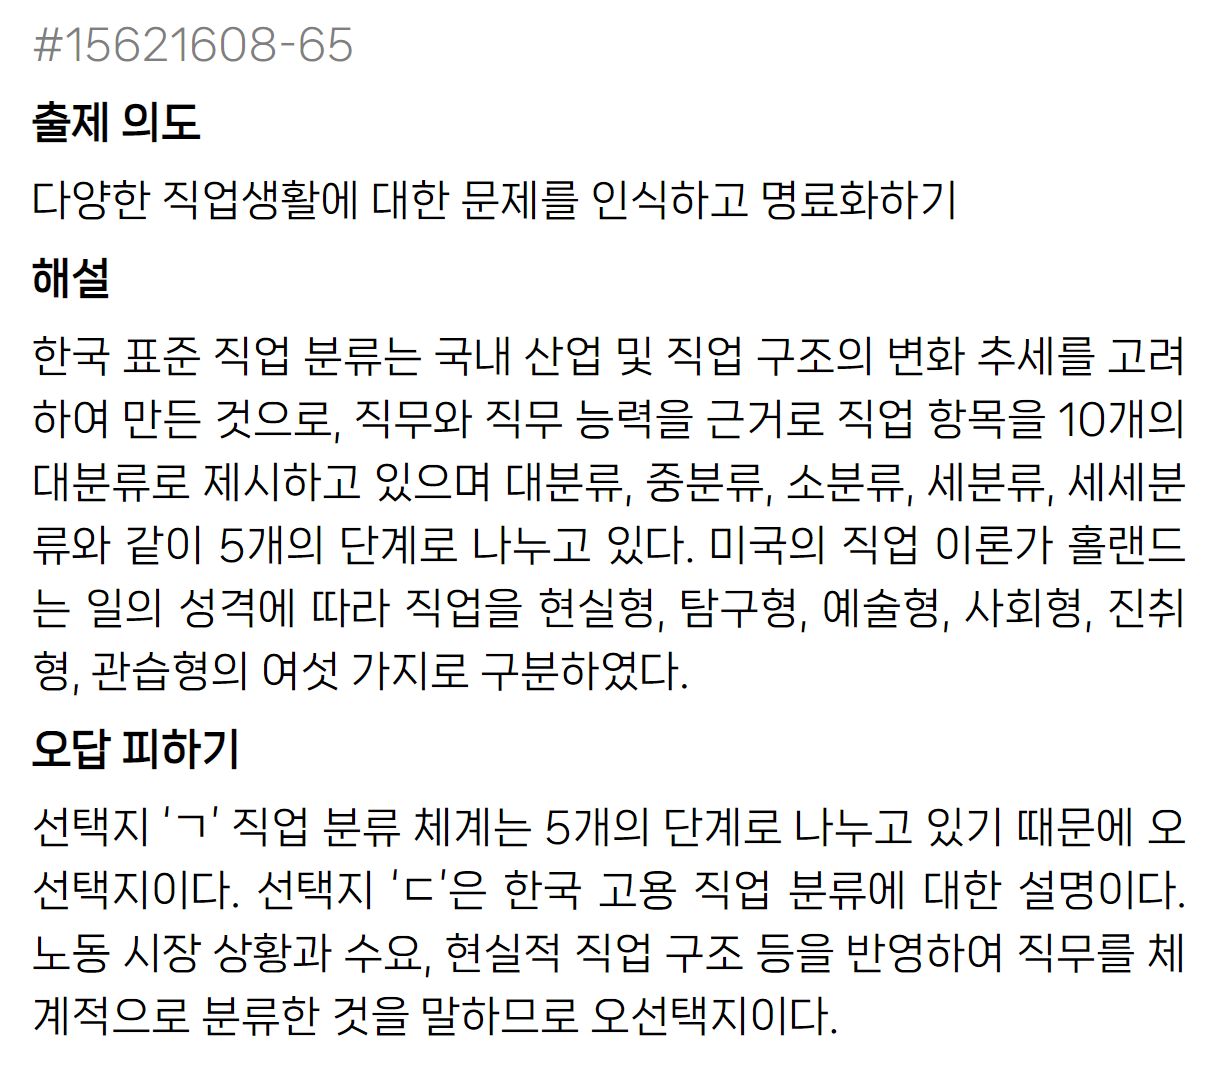 #15621608-65
출제 의도
다양한 직업생활에 대한 문제를 인식하고 명료화하기
해설
한국 표준 직업 분류는 국내 산업 및 직업 구조의 변화 추세를 고려
하여 만든 것으로, 직무와 직무 능력을 근거로 직업 항목을 10개의
대분류로 제시하고 있으며 대분류, 중분류, 소분류, 세분류, 세세분
류와 같이 5개의 단계로 나누고 있다. 미국의 직업 이론가 홀랜드
는 일의 성격에 따라 직업을 현실형, 탐구형, 예술형, 사회형, 진취
형, 관습형의 여섯 가지로 구분하였다.
오답 피하기
선택지 'ㄱ' 직업 분류 체계는 5개의 단계로 나누고 있기 때문에 오
선택지이다. 선택지 'ㄷ'은 한국 고용 직업 분류에 대한 설명이다.
노동 시장 상황과 수요, 현실적 직업 구조 등을 반영하여 직무를 체
계적으로 분류한 것을 말하므로 오선택지이다.